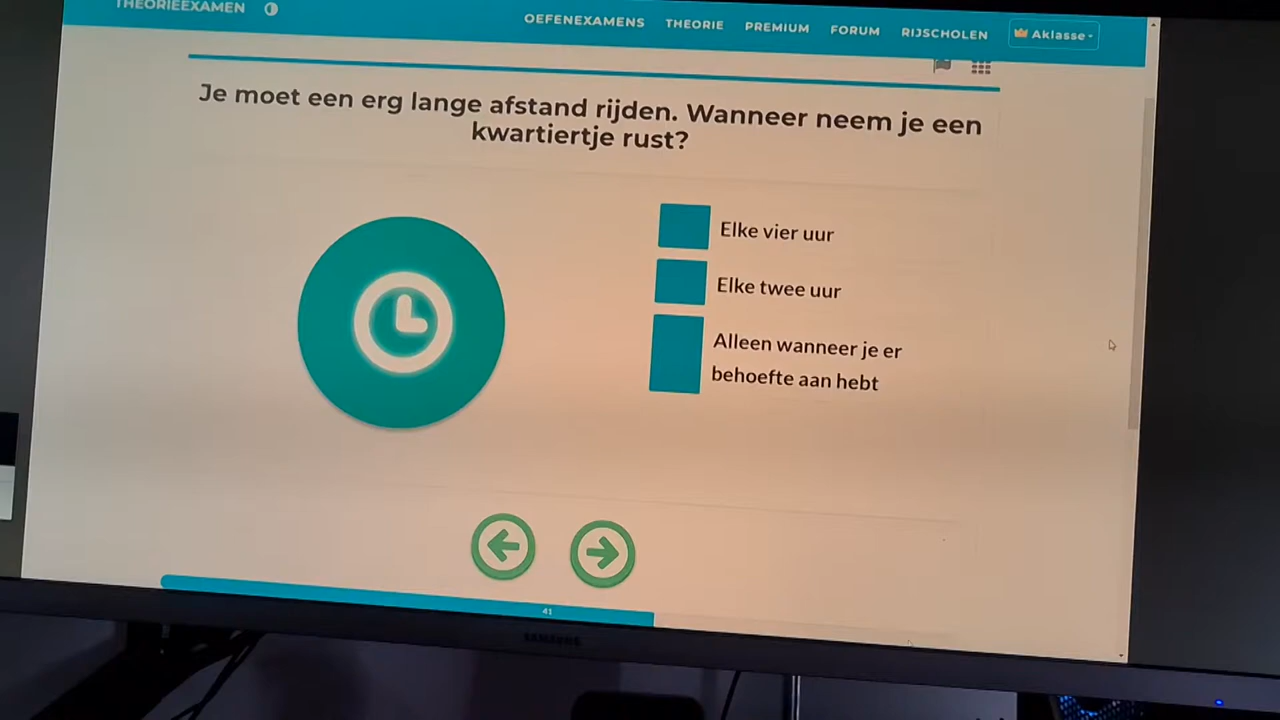 THEORIEEXAMEN
OEFENEXAMENS THEORIE PREMIUM FORUM RIJSCHOLEN Aklasse
Je moet een erg lange afstand rijden. Wanneer neem je een
kwartiertje rust?
Elke vier uur
Elke twee uur
Alleen wanneer je er
behoefte aan hebt
41
SAMSUNG